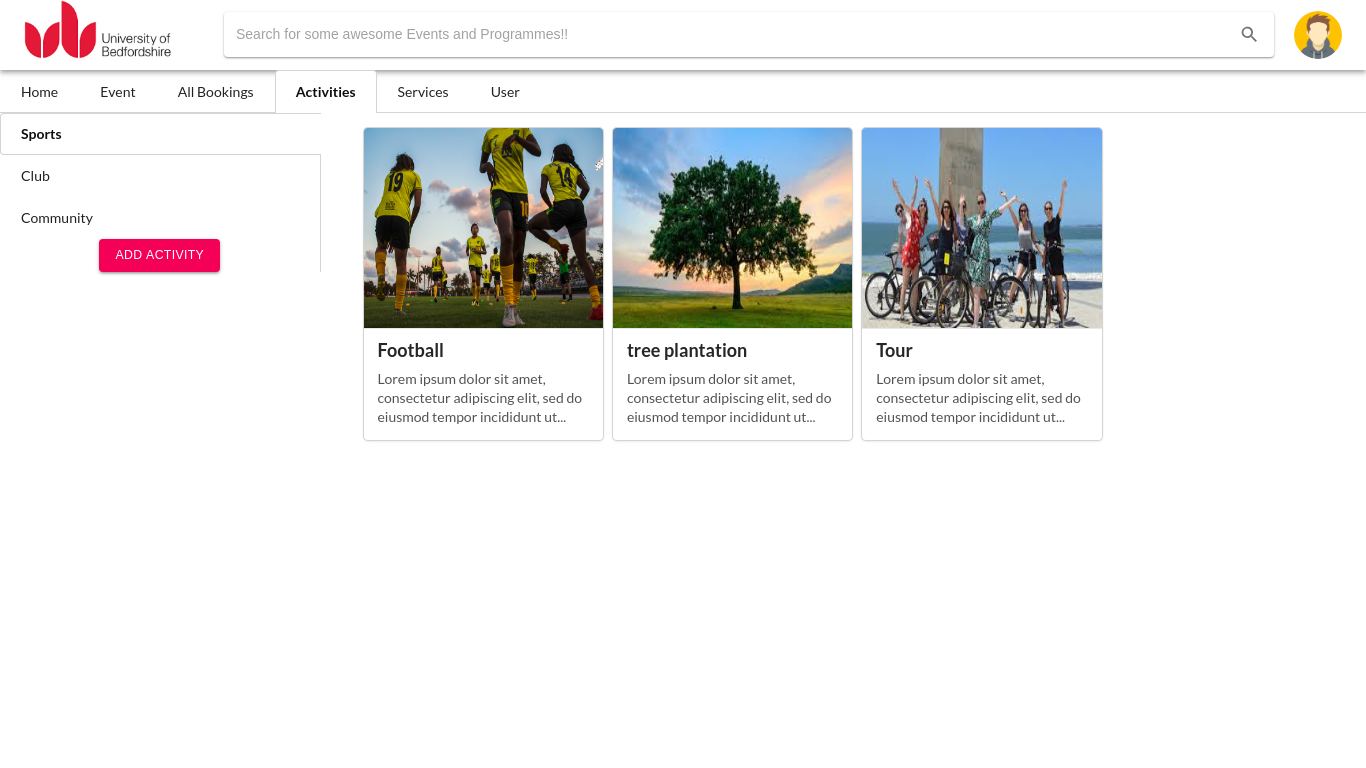 University of
Bedfordshire
Search for some awesome Events and Programmes!!
Home
Event
All Bookings
Activities
Services
User
Sports
Club
Community
ADD ACTIVITY
19
10
14
Football
Lorem ipsum dolor sit amet,
consectetur adipiscing elit, sed do
eiusmod tempor incididunt ut...
tree plantation
Lorem ipsum dolor sit amet,
consectetur adipiscing elit, sed do
eiusmod tempor incididunt ut...
Tour
Lorem ipsum dolor sit amet,
consectetur adipiscing elit, sed do
eiusmod tempor incididunt ut...